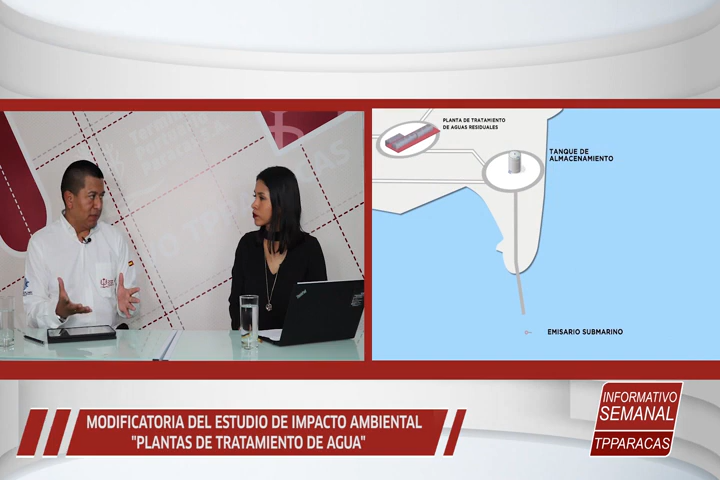 PLANTA DE TRATAMIENTO
DE AGUAS RESIDUALES
TANQUE DE
ALMACENAMIENTO
EMISARIO SUBMARINO
MODIFICATORIA DEL ESTUDIO DE IMPACTO AMBIENTAL
"PLANTAS DE TRATAMIENTO DE AGUA"
INFORMATIVO
SEMANAL
TPPARACAS